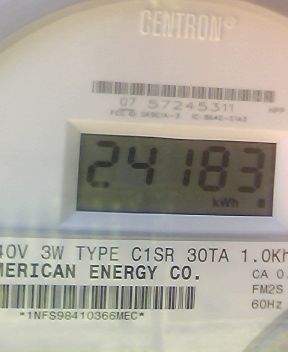 CENTRON®
07 57245311
24183
kWh
40V 3W TYPE C1SR 30TA 1.0Kh
MERICAN ENERGY CO.
CA 0.
FM2S
60Hz
*1NFS98410366MEC*